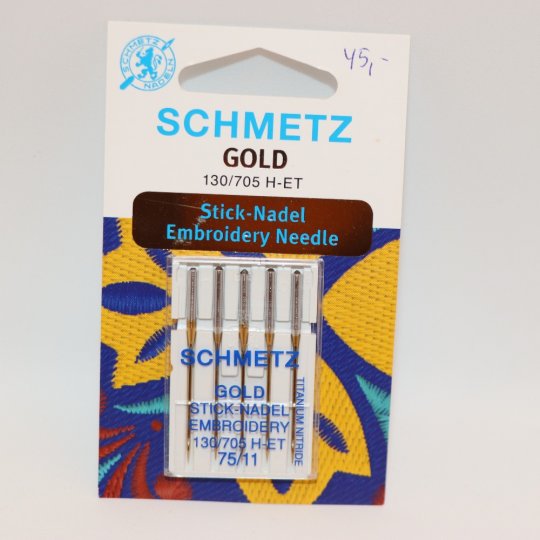 SCHMETZ
NADELN
45,-
SCHMETZ
GOLD
130/705 H-ET
Stick-Nadel
Embroidery Needle
SCHMETZ
GOLD
STICK-NADEL
EMBROIDERY
130/705 H-ET
75/11
TITANIUM NITRIDE